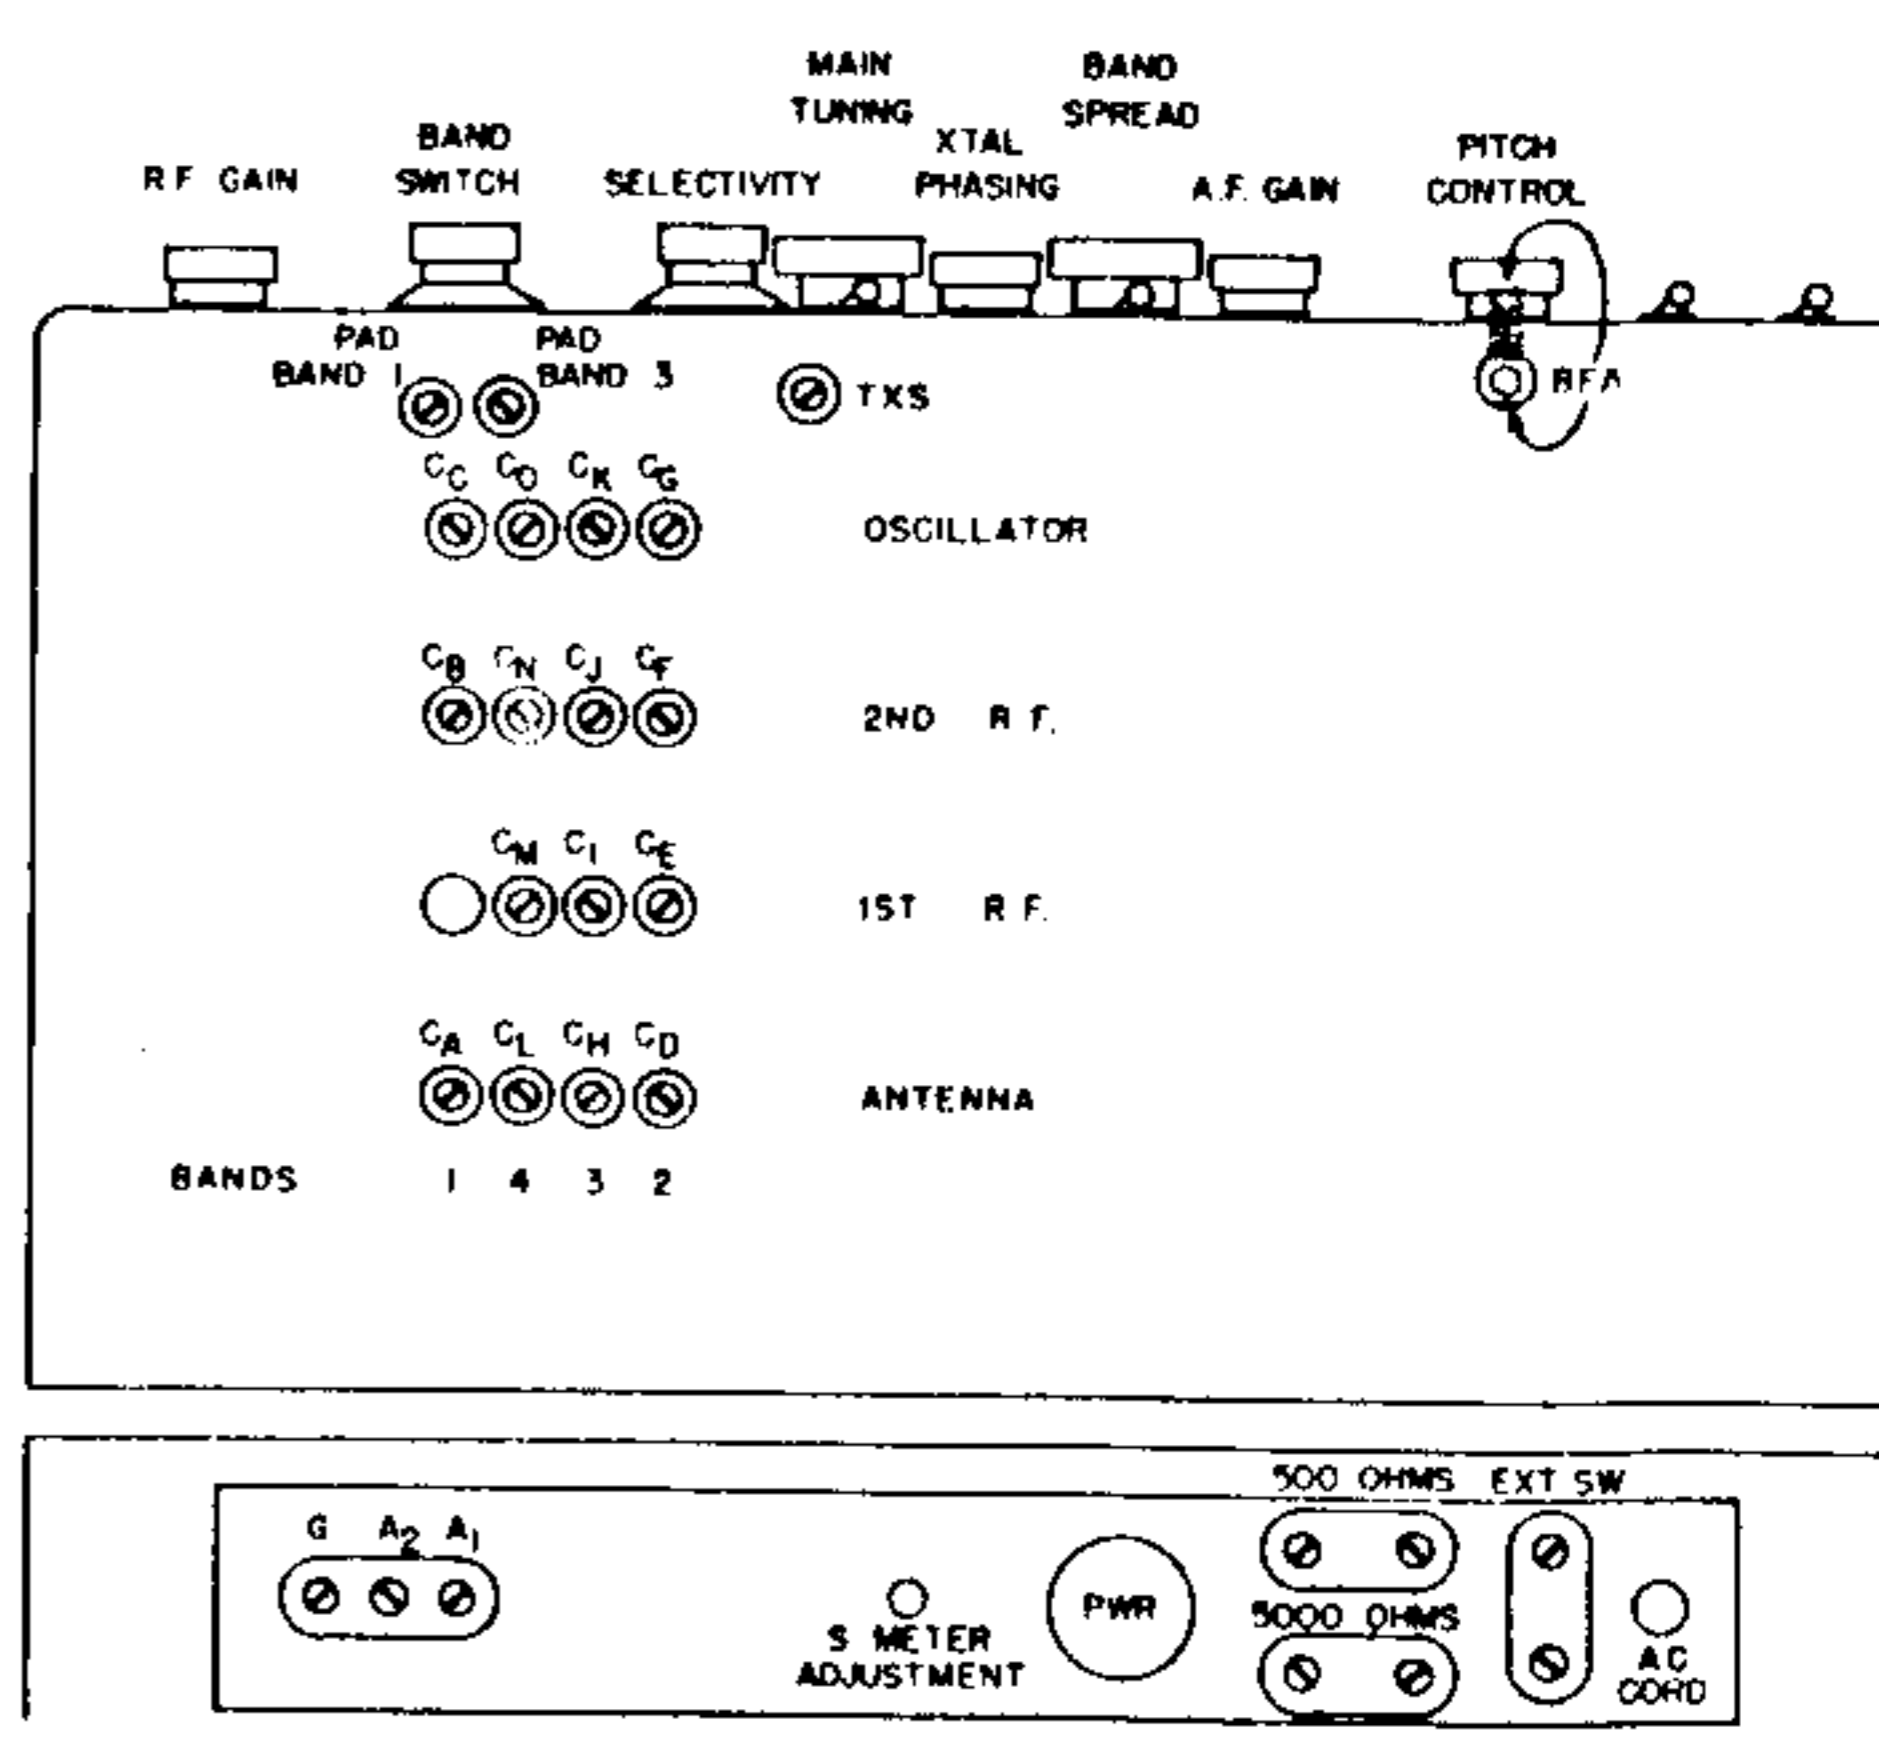 MAIN TUNING
BAND SPREAD
R.F. GAIN
BAND SWITCH
SELECTIVITY
XTAL PHASING
A.F. GAIN
PITCH CONTROL
PAD BAND 1
PAD BAND 3
TXS
CC CO CK CG
OSCILLATOR
CB CN CJ CF
2ND R.F.
CM CI CE
1ST R.F.
CA CL CH CD
ANTENNA
BANDS 1 4 3 2
G A2 A1
S METER
ADJUSTMENT
PWR
500 OHMS
5000 OHMS
EXT SW
AC
CORD